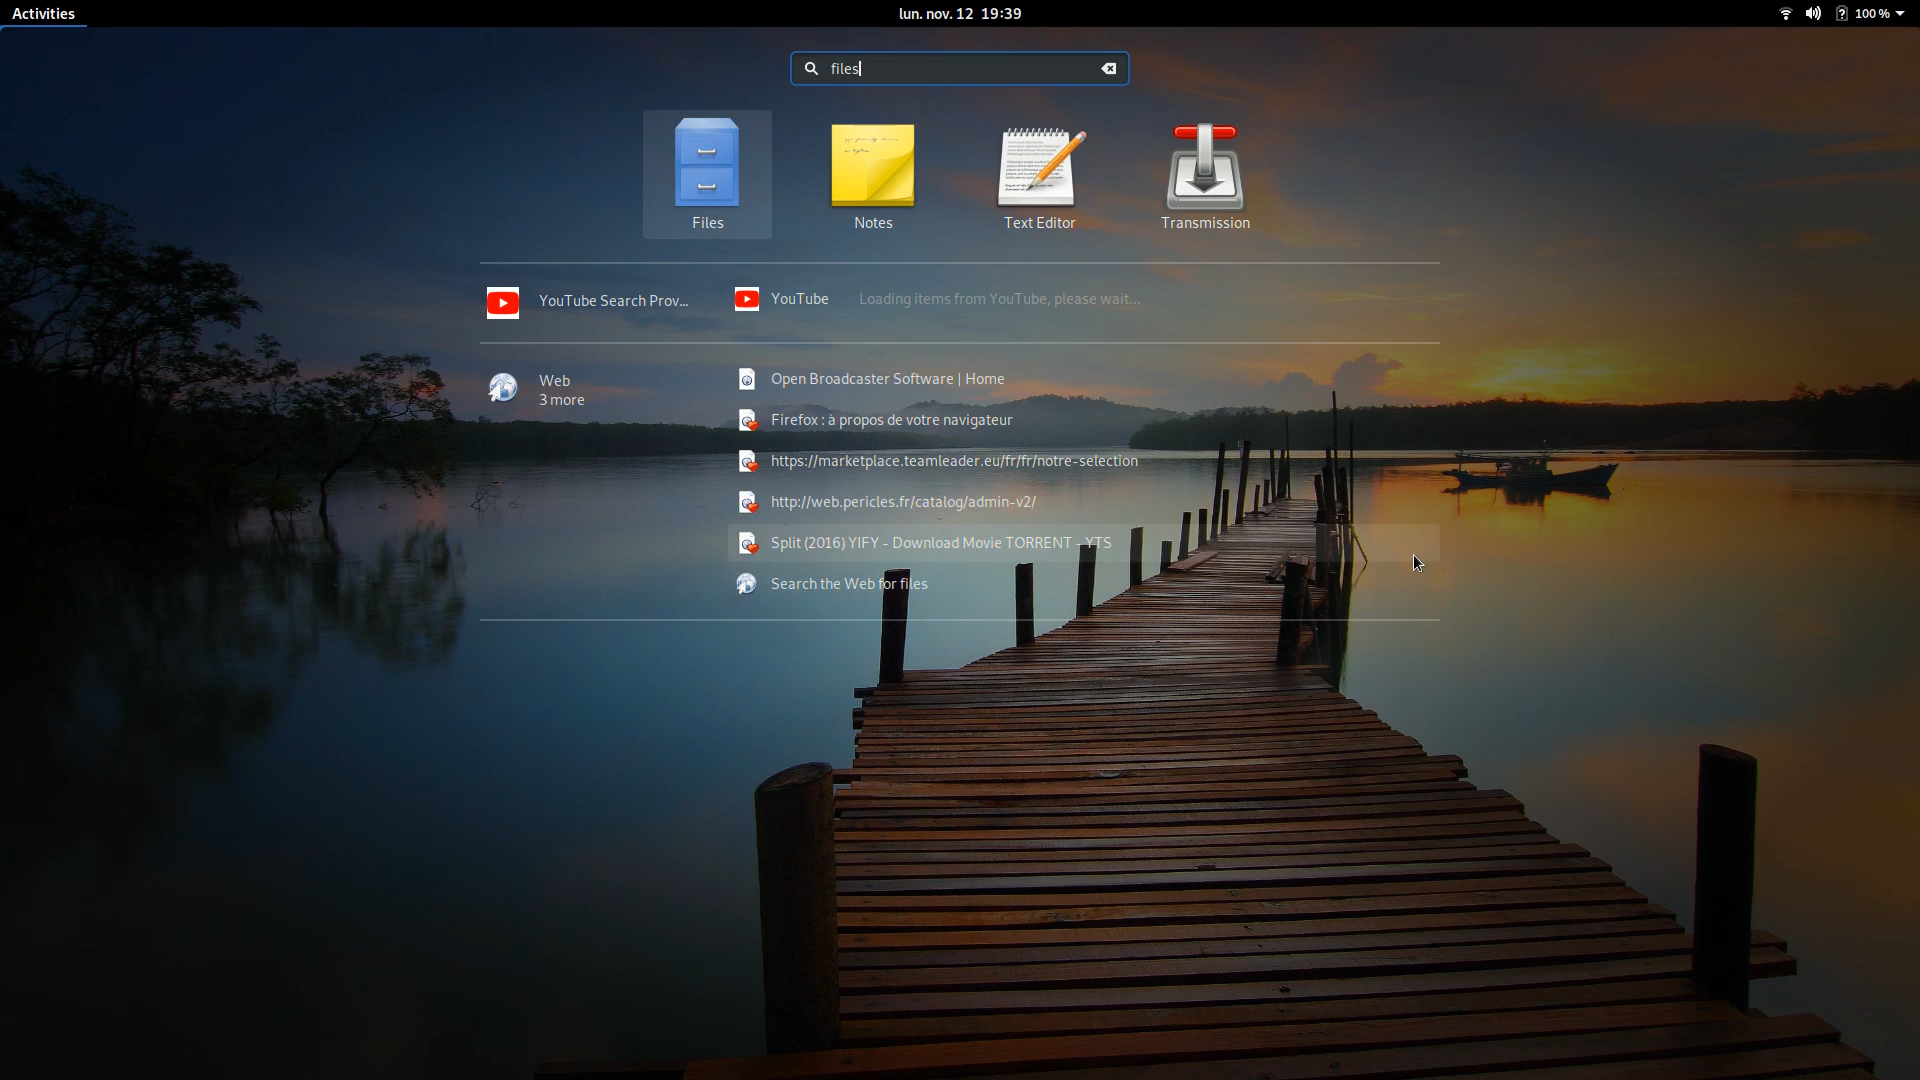 Activities
lun. nov. 12 19:39
100 %
files
Files
Notes
Text Editor
Transmission
YouTube Search Prov...
YouTube
Loading items from YouTube, please wait...
Web
3 more
Open Broadcaster Software | Home
Firefox : à propos de votre navigateur
https://marketplace.teamleader.eu/fr/fr/notre-selection
http://web.pericles.fr/catalog/admin-v2/
Split (2016) YIFY - Download Movie TORRENT - YTS
Search the Web for files